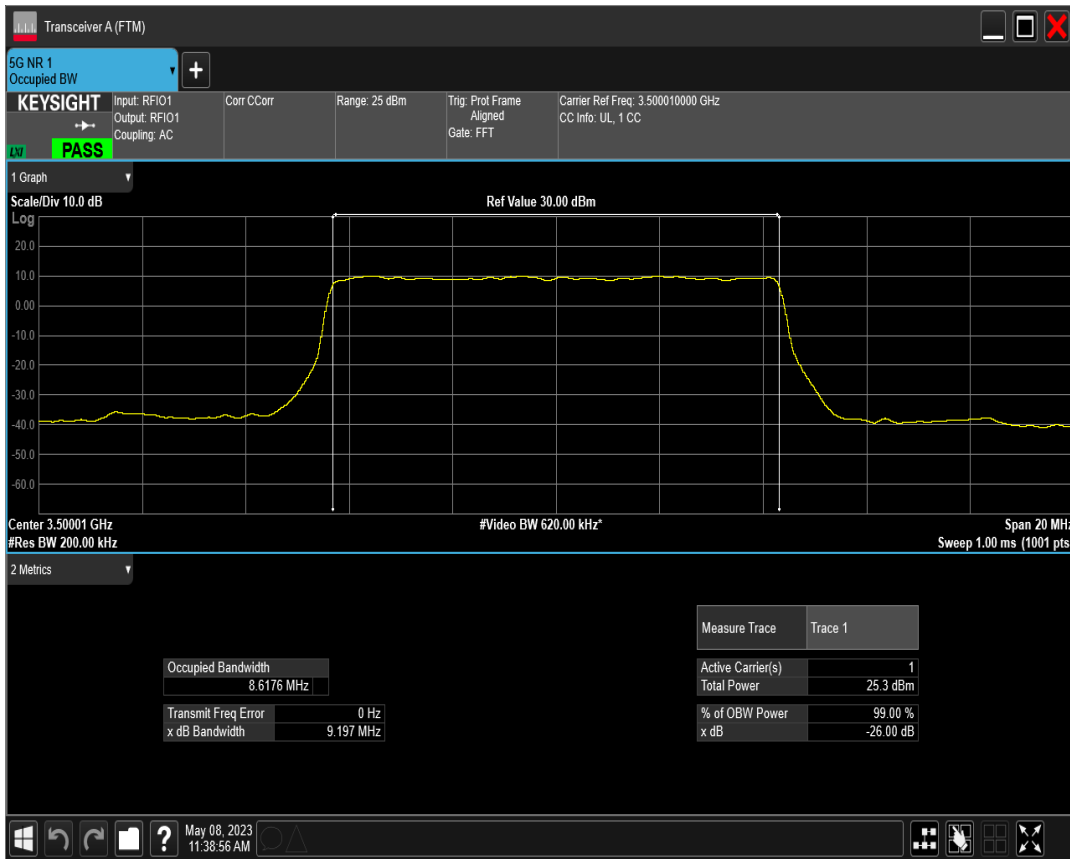 Transceiver A (FTM)
5G NR 1
Occupied BW
+
KEYSIGHT
LXI
PASS
Input: RFIO1
Output: RFIO1
Coupling: AC
Corr CCorr
Range: 25 dBm
Trig: Prot Frame
Aligned
Gate: FFT
Carrier Ref Freq: 3.500010000 GHz
CC Info: UL, 1 CC
1 Graph
Scale/Div 10.0 dB
Ref Value 30.00 dBm
Log
20.0
10.0
0.00
-10.0
-20.0
-30.0
-40.0
-50.0
-60.0
Center 3.50001 GHz
#Video BW 620.00 kHz*
Span 20 MHz
#Res BW 200.00 kHz
Sweep 1.00 ms (1001 pts
2 Metrics
Measure Trace Trace 1
Occupied Bandwidth
8.6176 MHz
Active Carrier(s) 1
Total Power 25.3 dBm
Transmit Freq Error 0 Hz
x dB Bandwidth 9.197 MHz
% of OBW Power 99.00 %
x dB -26.00 dB
?
May 08, 2023
11:38:56 AM